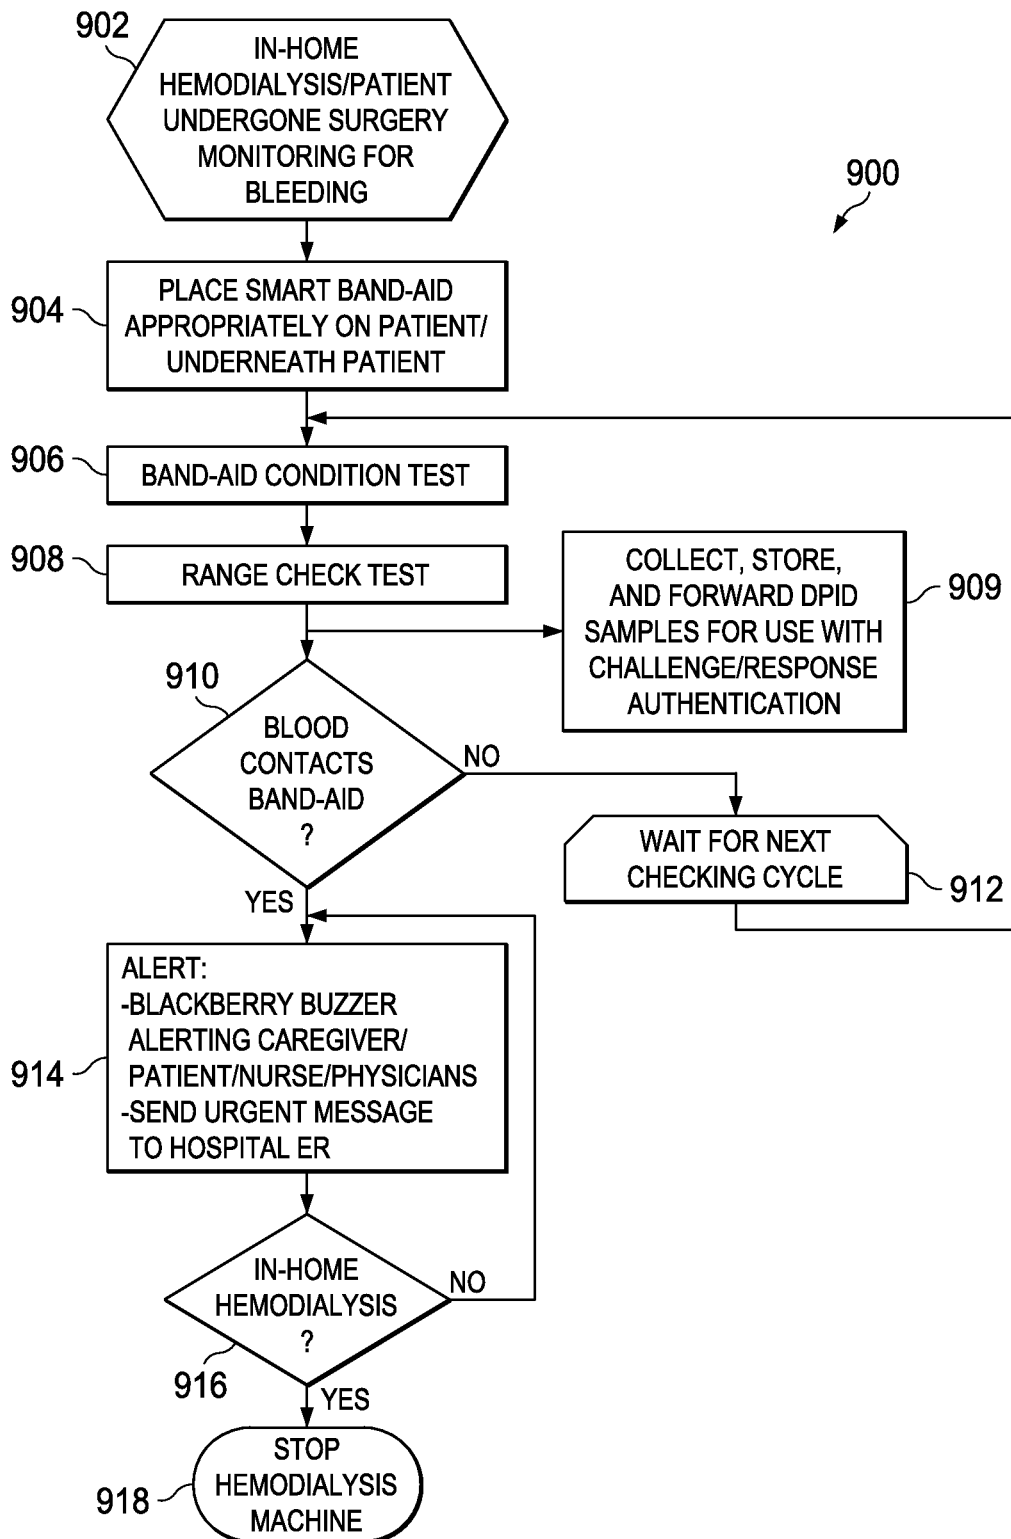 902
IN-HOME
HEMODIALYSIS/PATIENT
UNDERGONE SURGERY
MONITORING FOR
BLEEDING
900
904
PLACE SMART BAND-AID
APPROPRIATELY ON PATIENT/
UNDERNEATH PATIENT
906
BAND-AID CONDITION TEST
908
RANGE CHECK TEST
COLLECT, STORE,
AND FORWARD DPID
SAMPLES FOR USE WITH
CHALLENGE/RESPONSE
AUTHENTICATION
909
910
BLOOD
CONTACTS
BAND-AID
?
NO
WAIT FOR NEXT
CHECKING CYCLE
912
YES
914
ALERT:
-BLACKBERRY BUZZER
ALERTING CAREGIVER/
PATIENT/NURSE/PHYSICIANS
-SEND URGENT MESSAGE
TO HOSPITAL ER
IN-HOME
HEMODIALYSIS
?
NO
916
YES
918
STOP
HEMODIALYSIS
MACHINE